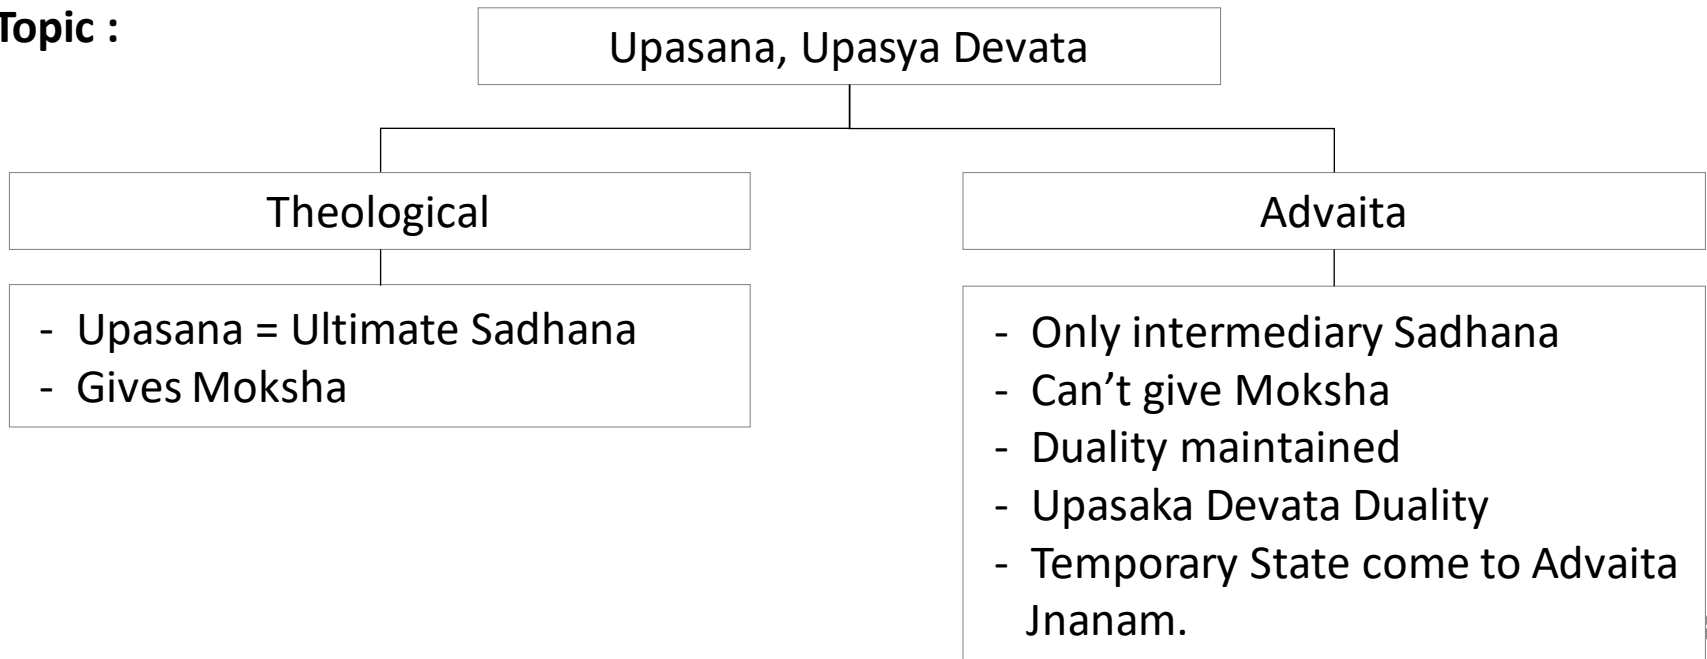 Topic :
Upasana, Upasya Devata
Theological
Advaita
- Upasana = Ultimate Sadhana
- Gives Moksha
- Only intermediary Sadhana
- Can’t give Moksha
- Duality maintained
- Upasaka Devata Duality
- Temporary State come to Advaita
Jnanam.